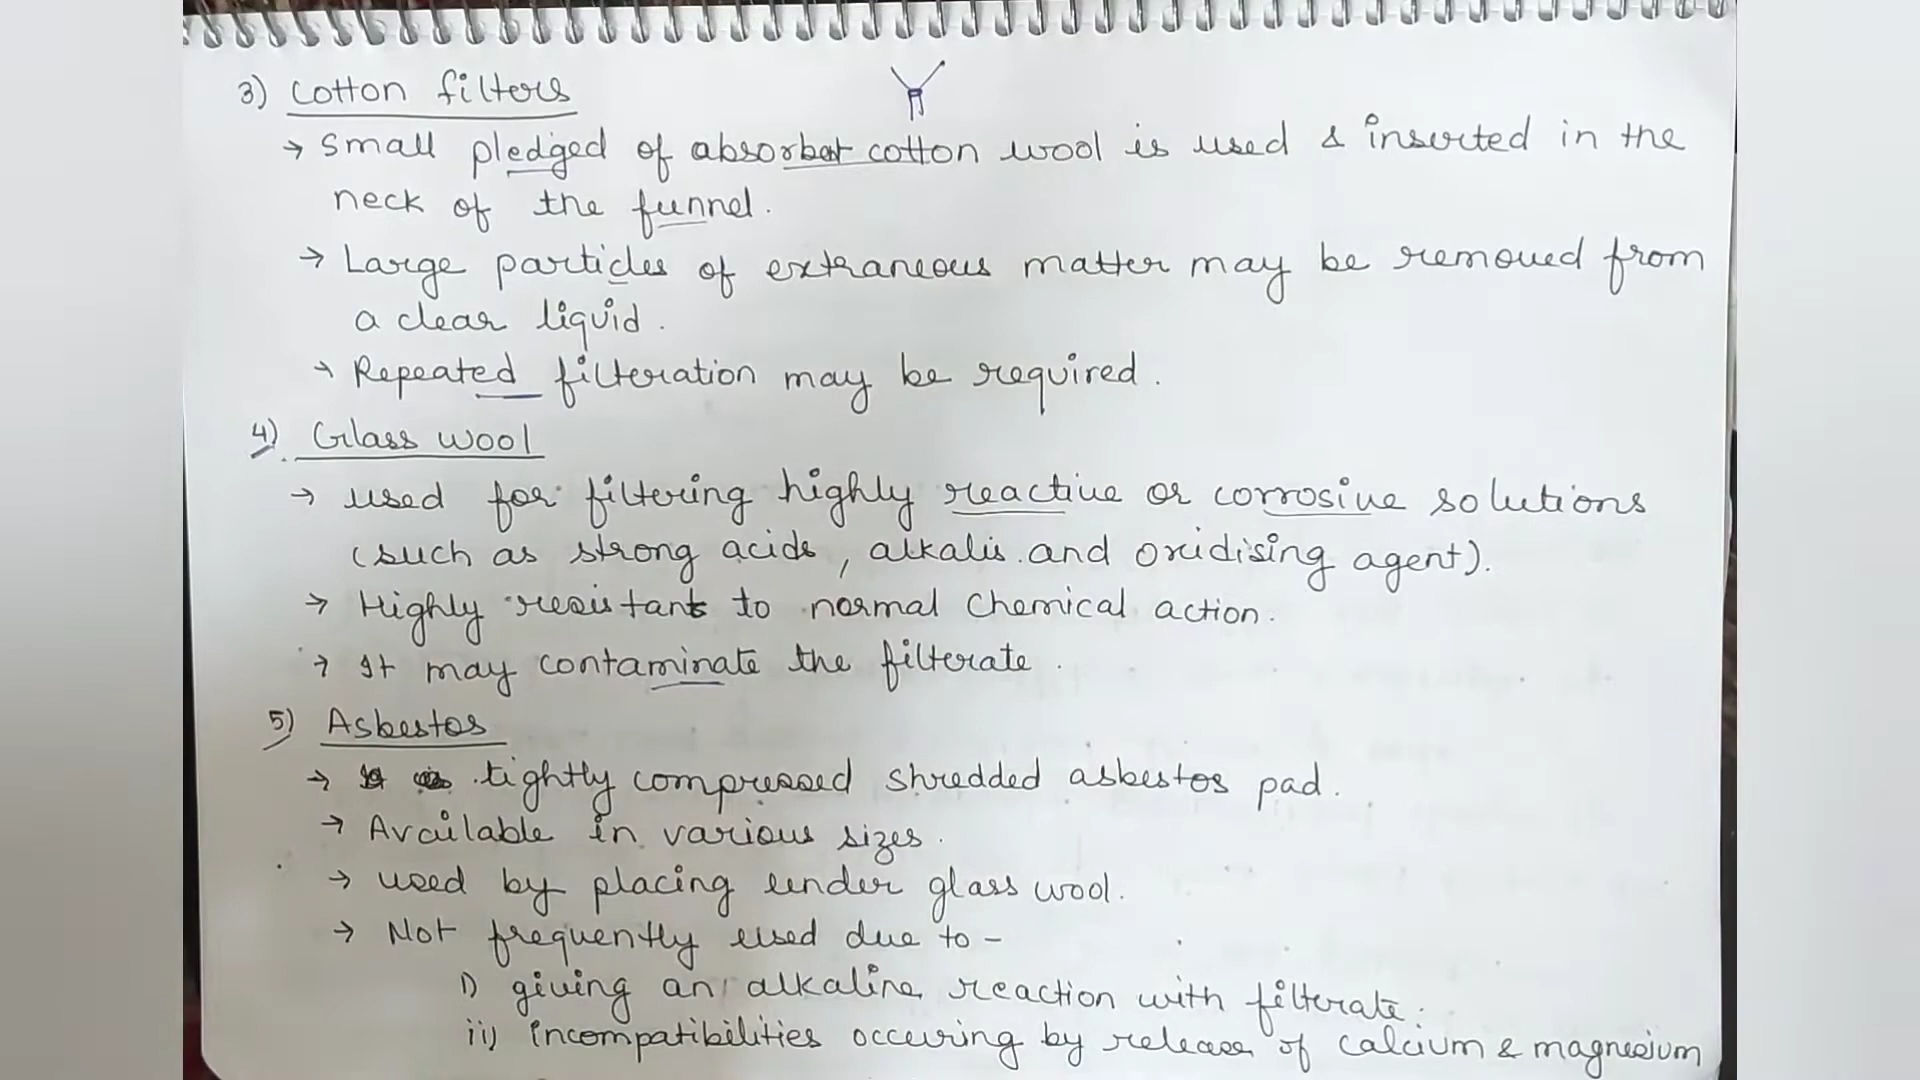 3) Cotton filters
→ Small pledged of absorbat cotton wool is used & inserted in the
neck of the funnel.
→ Large particles of extraneous matter may be removed from
a clear liquid.
→ Repeated filteration may be required.
4) Glass wool
→ used for filtering highly reactive or corrosive solutions
(such as strong acids, alkalis and oxidising agent).
→ Highly resistant to normal chemical action.
→ It may contaminate the filterate.
5) Asbestos
→ tightly compressed shredded asbestos pad.
→ Available in various sizes.
→ used by placing under glass wool.
→ Not frequently used due to -
i) giving an alkaline reaction with filterate.
ii) incompatibilities occuring by release of calcium & magnesium